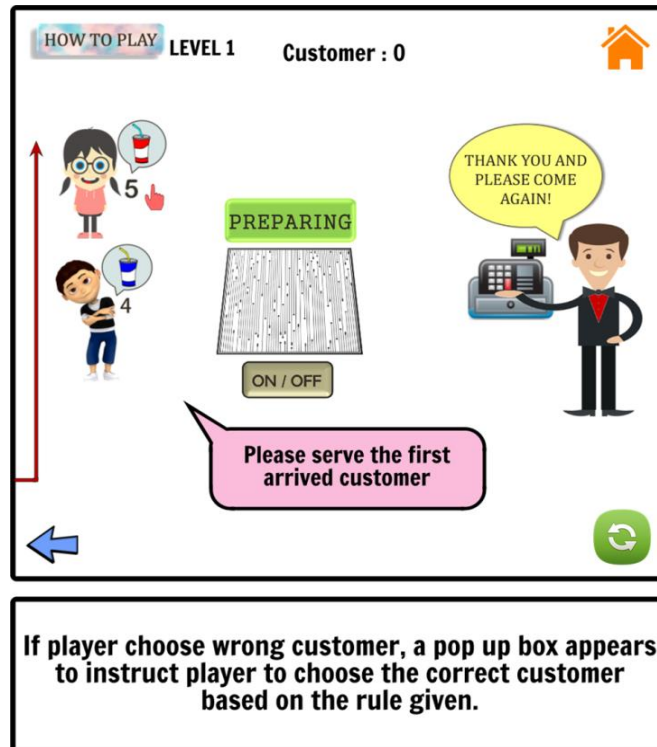 HOW TO PLAY
LEVEL 1
Customer : 0
5
4
PREPARING
ON / OFF
THANK YOU AND
PLEASE COME
AGAIN!
Please serve the first
arrived customer
If player choose wrong customer, a pop up box appears
to instruct player to choose the correct customer
based on the rule given.